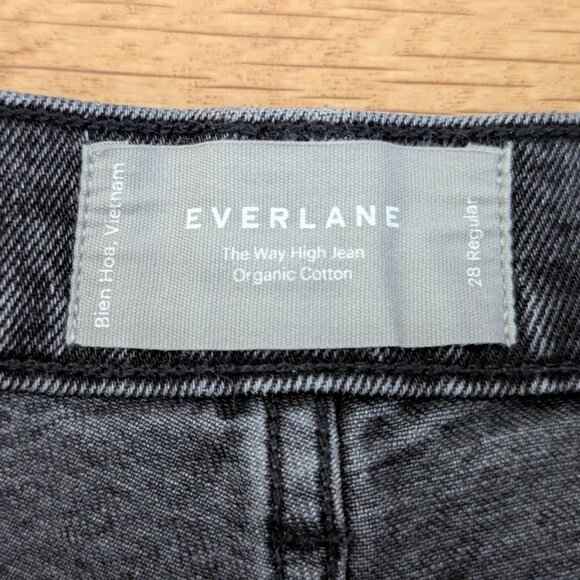 Bien Hoa, Vietnam
EVERLANE
The Way High Jean
Organic Cotton
28 Regular